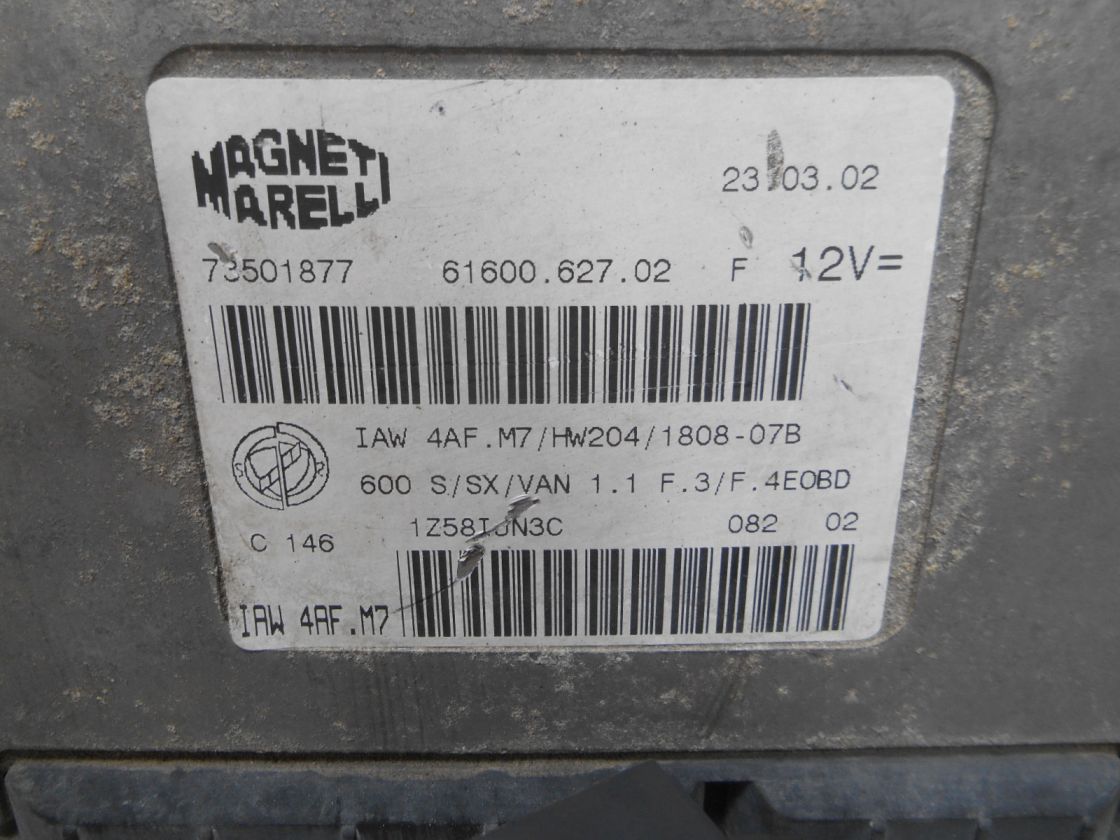 MAGNETI
MARELLI
23.03.02
73501877 61600.627.02 F 12V=
IAW 4AF.M7/HW204/1808-07B
S R
600 S/SX/VAN 1.1 F.3/F.4EOBD
082 02
C 146
IAW 4AF.M7